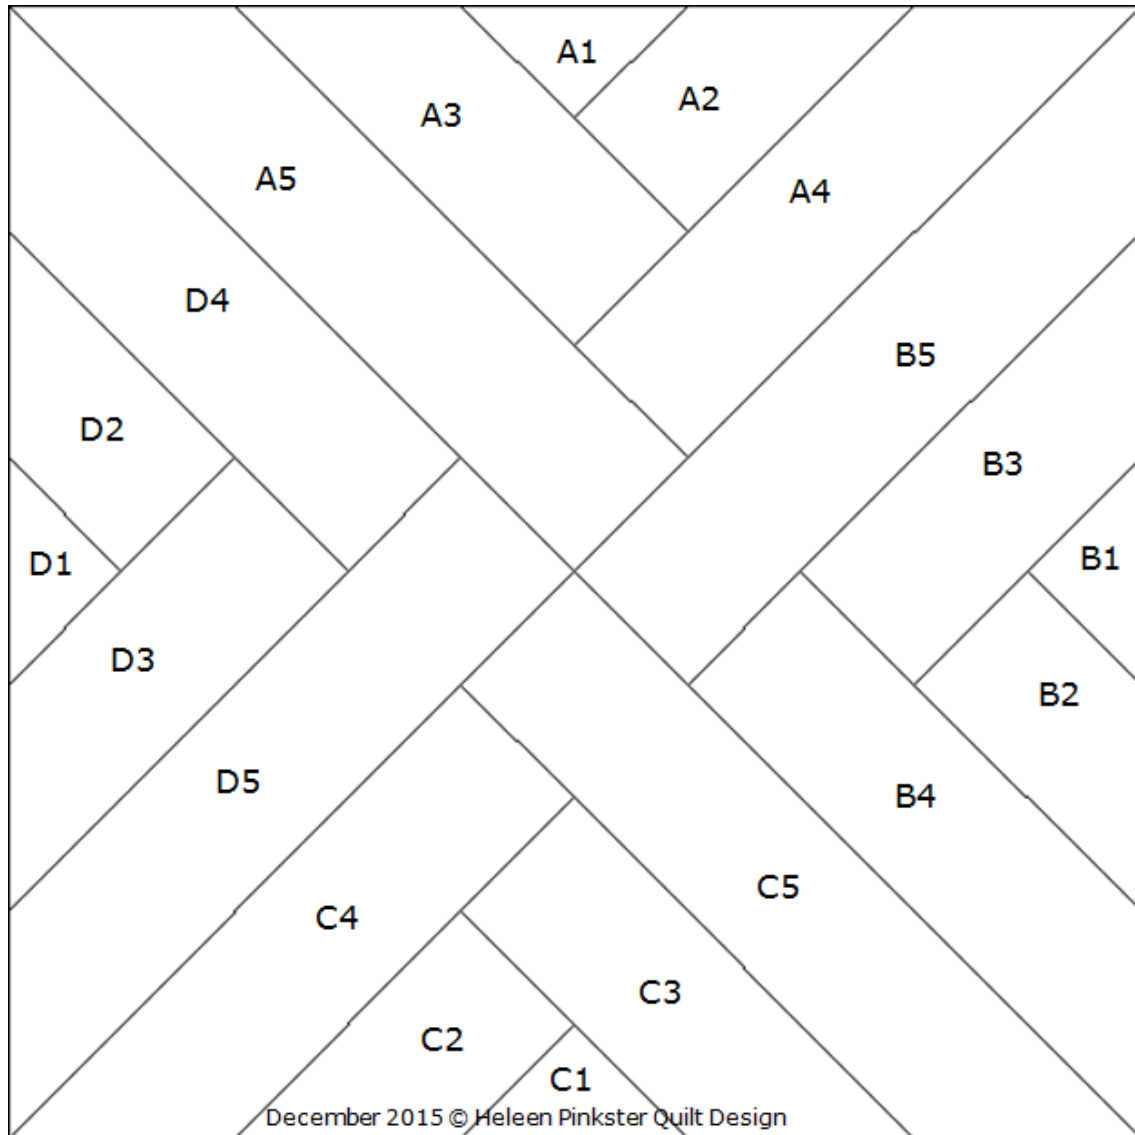 A1
A2
A3
A5
A4
D4
B5
D2
B3
D1
B1
D3
B2
D5
B4
C5
C4
C3
C2
C1
December 2015 © Heleen Pinkster Quilt Design